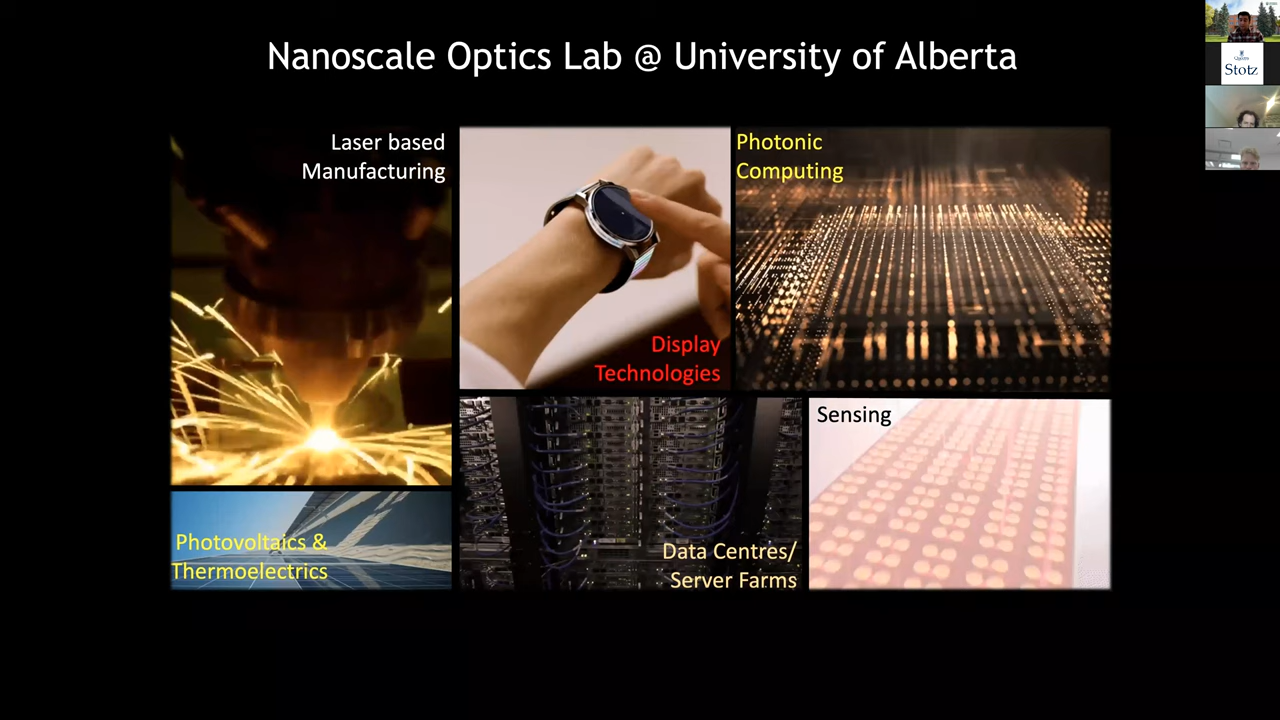 Nanoscale Optics Lab @ University of Alberta
Laser based
Manufacturing
Display
Technologies
Photonic
Computing
Photovoltaics &
Thermoelectrics
Data Centres/
Server Farms
Sensing
Queen's
Stotz